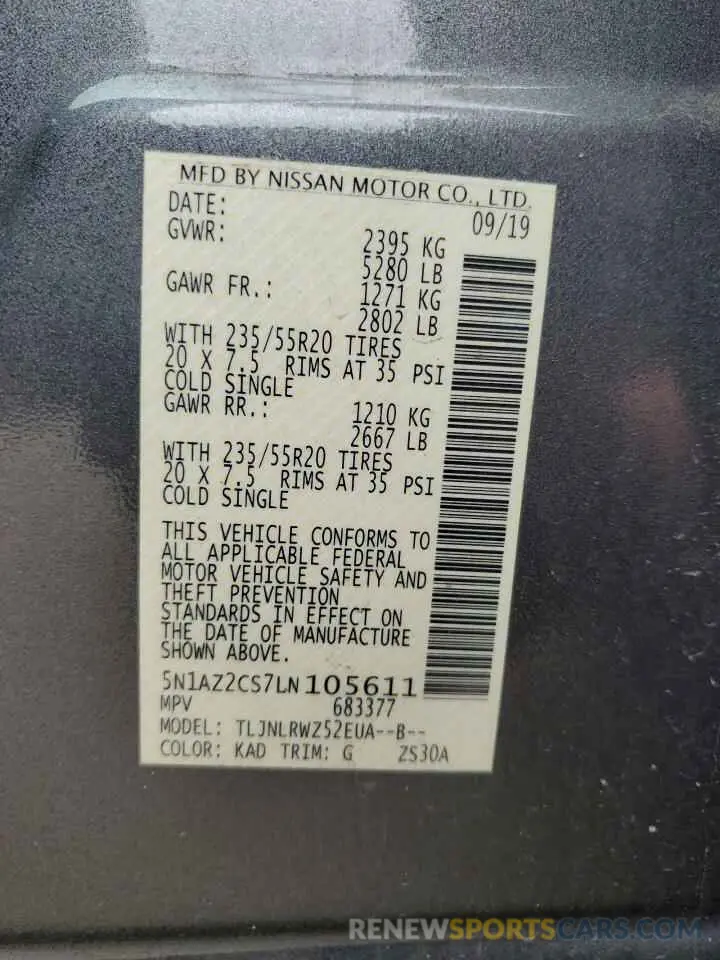 MFD BY NISSAN MOTOR CO., LTD.
DATE: 09/19
GVWR: 2395 KG
5280 LB
GAWR FR.: 1271 KG
2802 LB
WITH 235/55R20 TIRES
20 X 7.5 RIMS AT 35 PSI
COLD SINGLE
GAWR RR.: 1210 KG
2667 LB
WITH 235/55R20 TIRES
20 X 7.5 RIMS AT 35 PSI
COLD SINGLE
THIS VEHICLE CONFORMS TO
ALL APPLICABLE FEDERAL
MOTOR VEHICLE SAFETY AND
THEFT PREVENTION
STANDARDS IN EFFECT ON
THE DATE OF MANUFACTURE
SHOWN ABOVE.
5N1AZ2CS7LN105611
MPV 683377
MODEL: TLJNLRWZ52EUA--B--
COLOR: KAD TRIM: G ZS30A
RENEWSPORTSCARS.COM